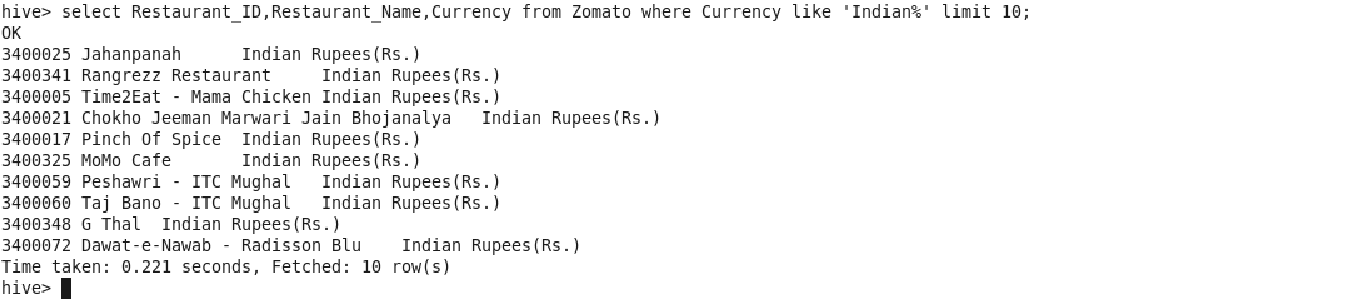 hive> select Restaurant_ID,Restaurant_Name,Currency from Zomato where Currency like 'Indian%' limit 10;
OK
3400025 Jahanpanah Indian Rupees(Rs.)
3400341 Rangrezz Restaurant Indian Rupees(Rs.)
3400005 Time2Eat - Mama Chicken Indian Rupees(Rs.)
3400021 Chokho Jeeman Marwari Jain Bhojanalya Indian Rupees(Rs.)
3400017 Pinch Of Spice Indian Rupees(Rs.)
3400325 MoMo Cafe Indian Rupees(Rs.)
3400059 Peshawri - ITC Mughal Indian Rupees(Rs.)
3400060 Taj Bano - ITC Mughal Indian Rupees(Rs.)
3400348 G Thal Indian Rupees(Rs.)
3400072 Dawat-e-Nawab - Radisson Blu Indian Rupees(Rs.)
Time taken: 0.221 seconds, Fetched: 10 row(s)
hive>